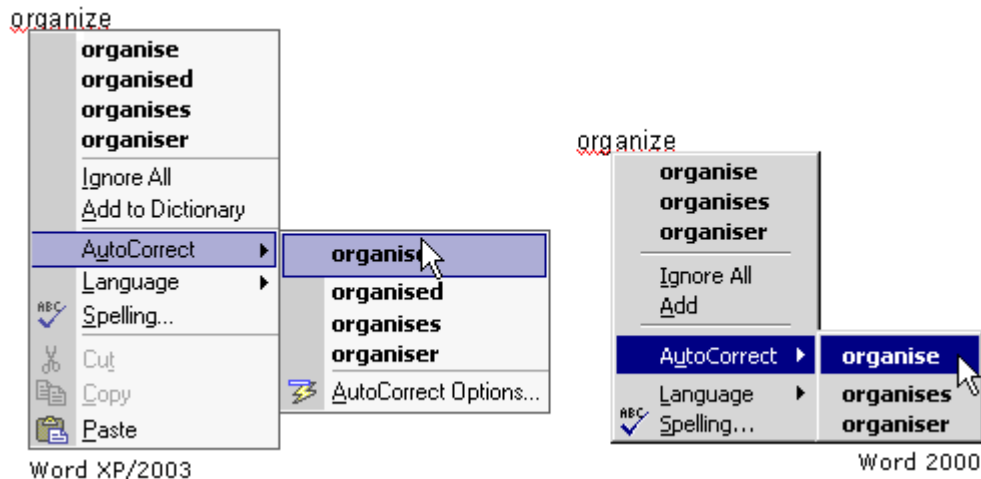 organize
organise
organised
organises
organiser
Ignore All
Add to Dictionary
AutoCorrect
Language
ABC
Spelling...
Cut
Copy
Paste
organise
organised
organises
organiser
AutoCorrect Options...
Word XP/2003
organize
organise
organises
organiser
Ignore All
Add
AutoCorrect
Language
ABC
Spelling...
organise
organises
organiser
Word 2000